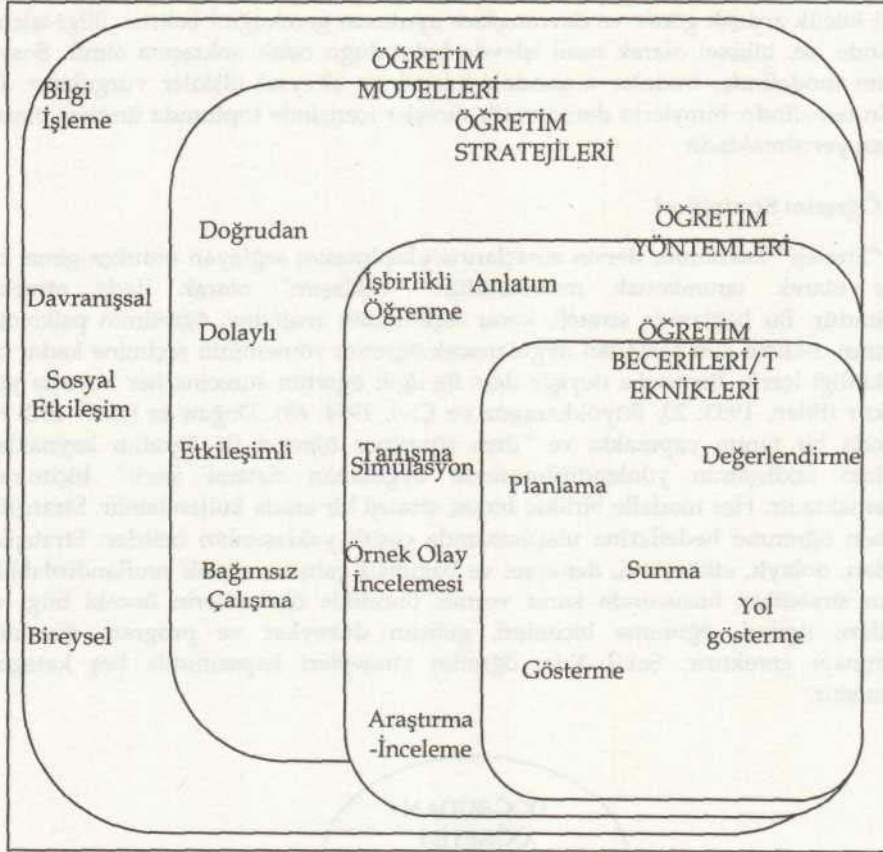 ÖĞRETİM
MODELLERİ
Bilgi
İşleme
ÖĞRETİM
STRATEJİLERİ
Doğrudan
ÖĞRETİM
YÖNTEMLERİ
Davranışsal
İşbirlikli
Öğrenme
Anlatım
Dolaylı
ÖĞRETİM
BECERİLERİ/T
EKNİKLERİ
Sosyal
Etkileşim
Etkileşimli
Tartışma
Simülasyon
Değerlendirme
Planlama
Bağımsız
Çalışma
Örnek Olay
İncelemesi
Sunma
Bireysel
Yol
gösterme
Gösterme
Araştırma
-İnceleme